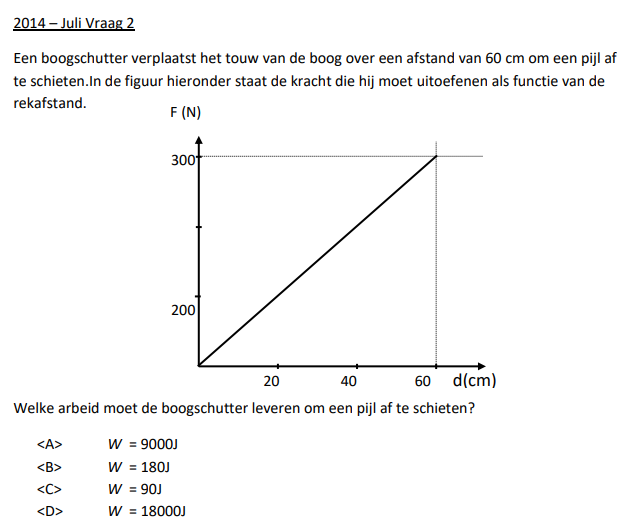 2014 – Juli Vraag 2
Een boogschutter verplaatst het touw van de boog over een afstand van 60 cm om een pijl af
te schieten.In de figuur hieronder staat de kracht die hij moet uitoefenen als functie van de
rekafstand.
F (N)
300
200
20 40 60 d(cm)
Welke arbeid moet de boogschutter leveren om een pijl af te schieten?
<A> W = 9000J
<B> W = 180J
<C> W = 90J
<D> W = 18000J